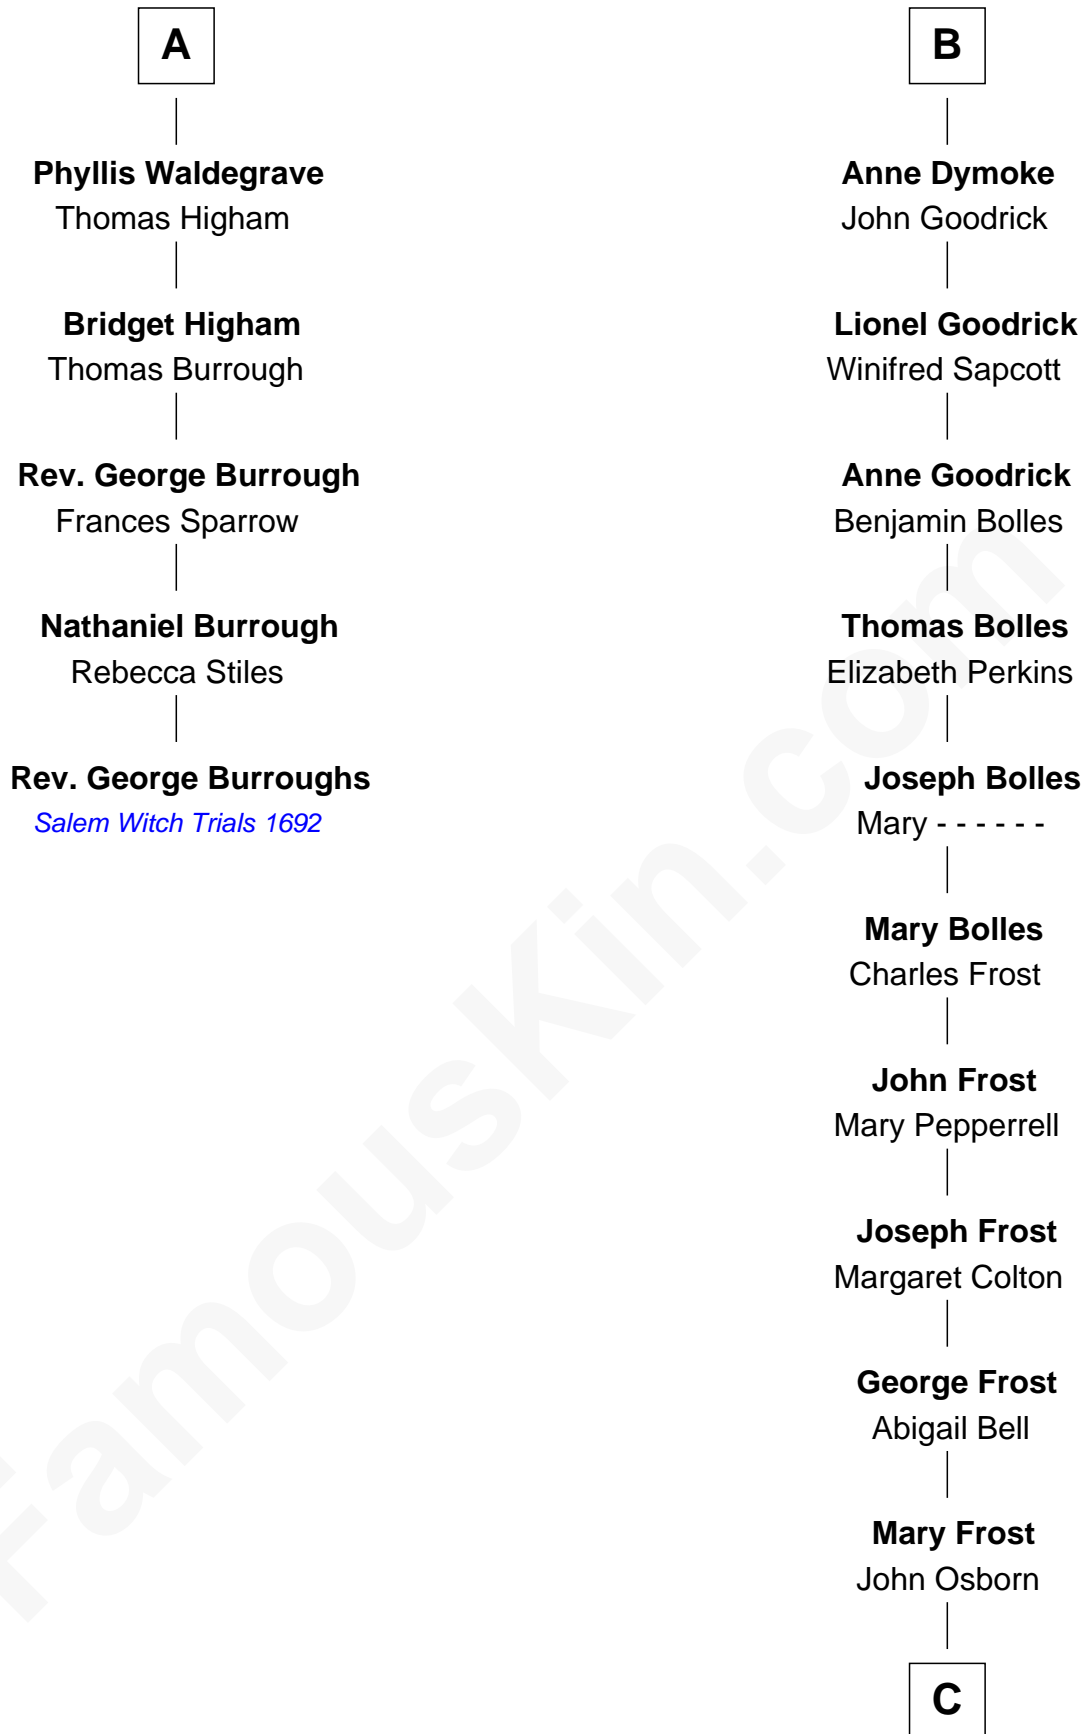 A
Phyllis Waldegrave
Thomas Higham
Bridget Higham
Thomas Burrough
Rev. George Burrough
Frances Sparrow
Nathaniel Burrough
Rebecca Stiles
Rev. George Burroughs
Salem Witch Trials 1692
B
Anne Dymoke
John Goodrick
Lionel Goodrick
Winifred Sapcott
Anne Goodrick
Benjamin Bolles
Thomas Bolles
Elizabeth Perkins
Joseph Bolles
Mary - - - - - -
Mary Bolles
Charles Frost
John Frost
Mary Pepperrell
Joseph Frost
Margaret Colton
George Frost
Abigail Bell
Mary Frost
John Osborn
C
FamousKin.com